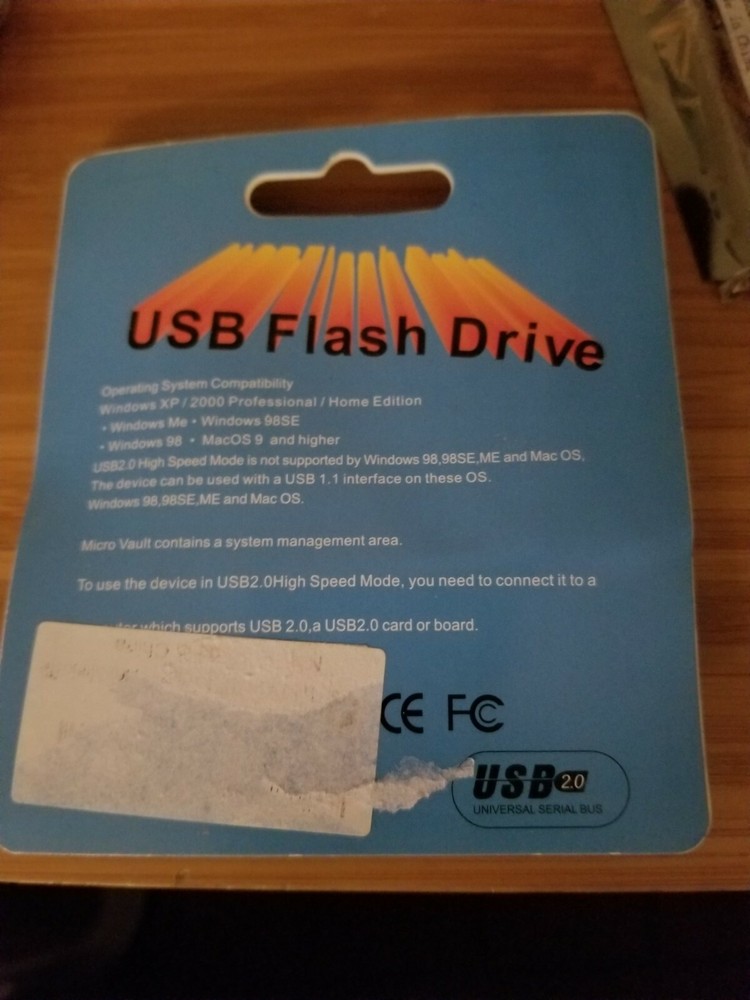 USB Flash Drive
Operating System Compatibility
Windows XP / 2000 Professional / Home Edition
• Windows Me • Windows 98SE
• Windows 98 • MacOS 9 and higher
USB2.0 High Speed Mode is not supported by Windows 98,98SE,ME and Mac OS,
The device can be used with a USB 1.1 interface on these OS.
Windows 98,98SE,ME and Mac OS.
Micro Vault contains a system management area.
To use the device in USB2.0High Speed Mode, you need to connect it to a
which supports USB 2.0,a USB2.0 card or board.
CE FC
USB 2.0
UNIVERSAL SERIAL BUS